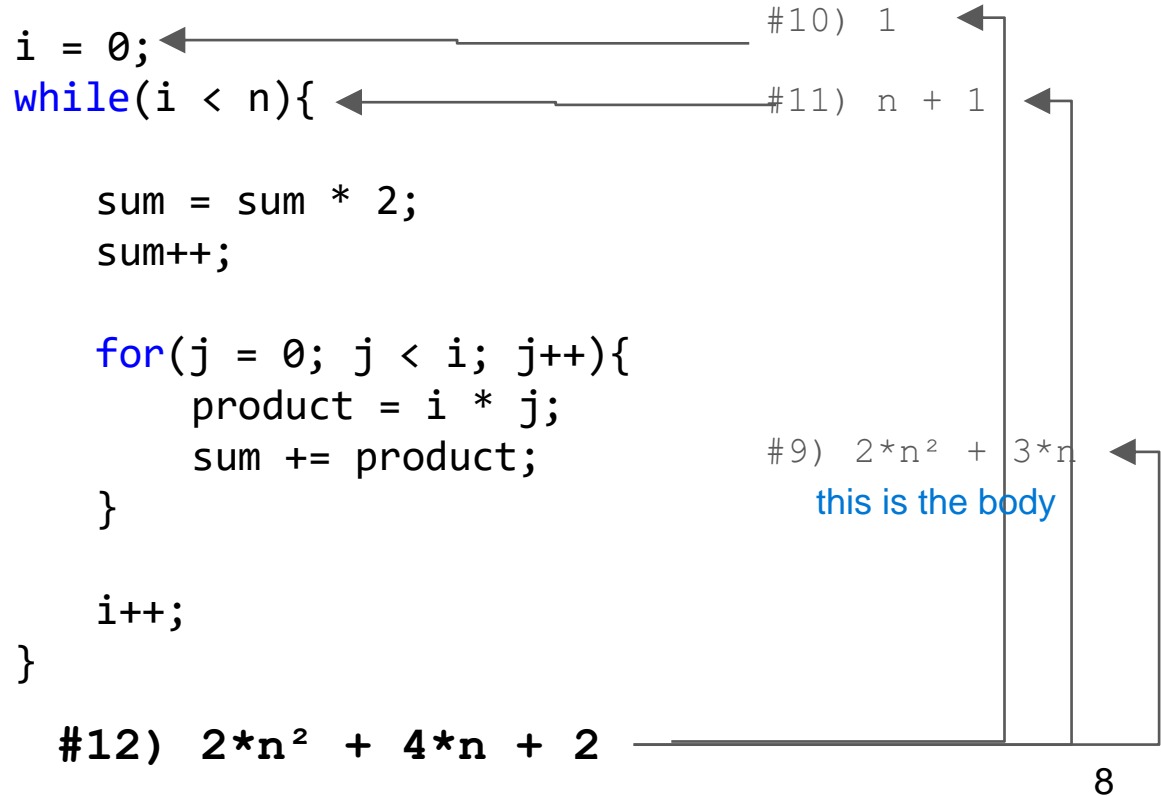 #10) 1
i = 0;
while(i < n){
#11) n + 1
sum = sum * 2;
sum++;
for(j = 0; j < i; j++){
product = i * j;
sum += product;
#9) 2*n² + 3*n
}
this is the body
i++;
}
#12) 2*n² + 4*n + 2
8